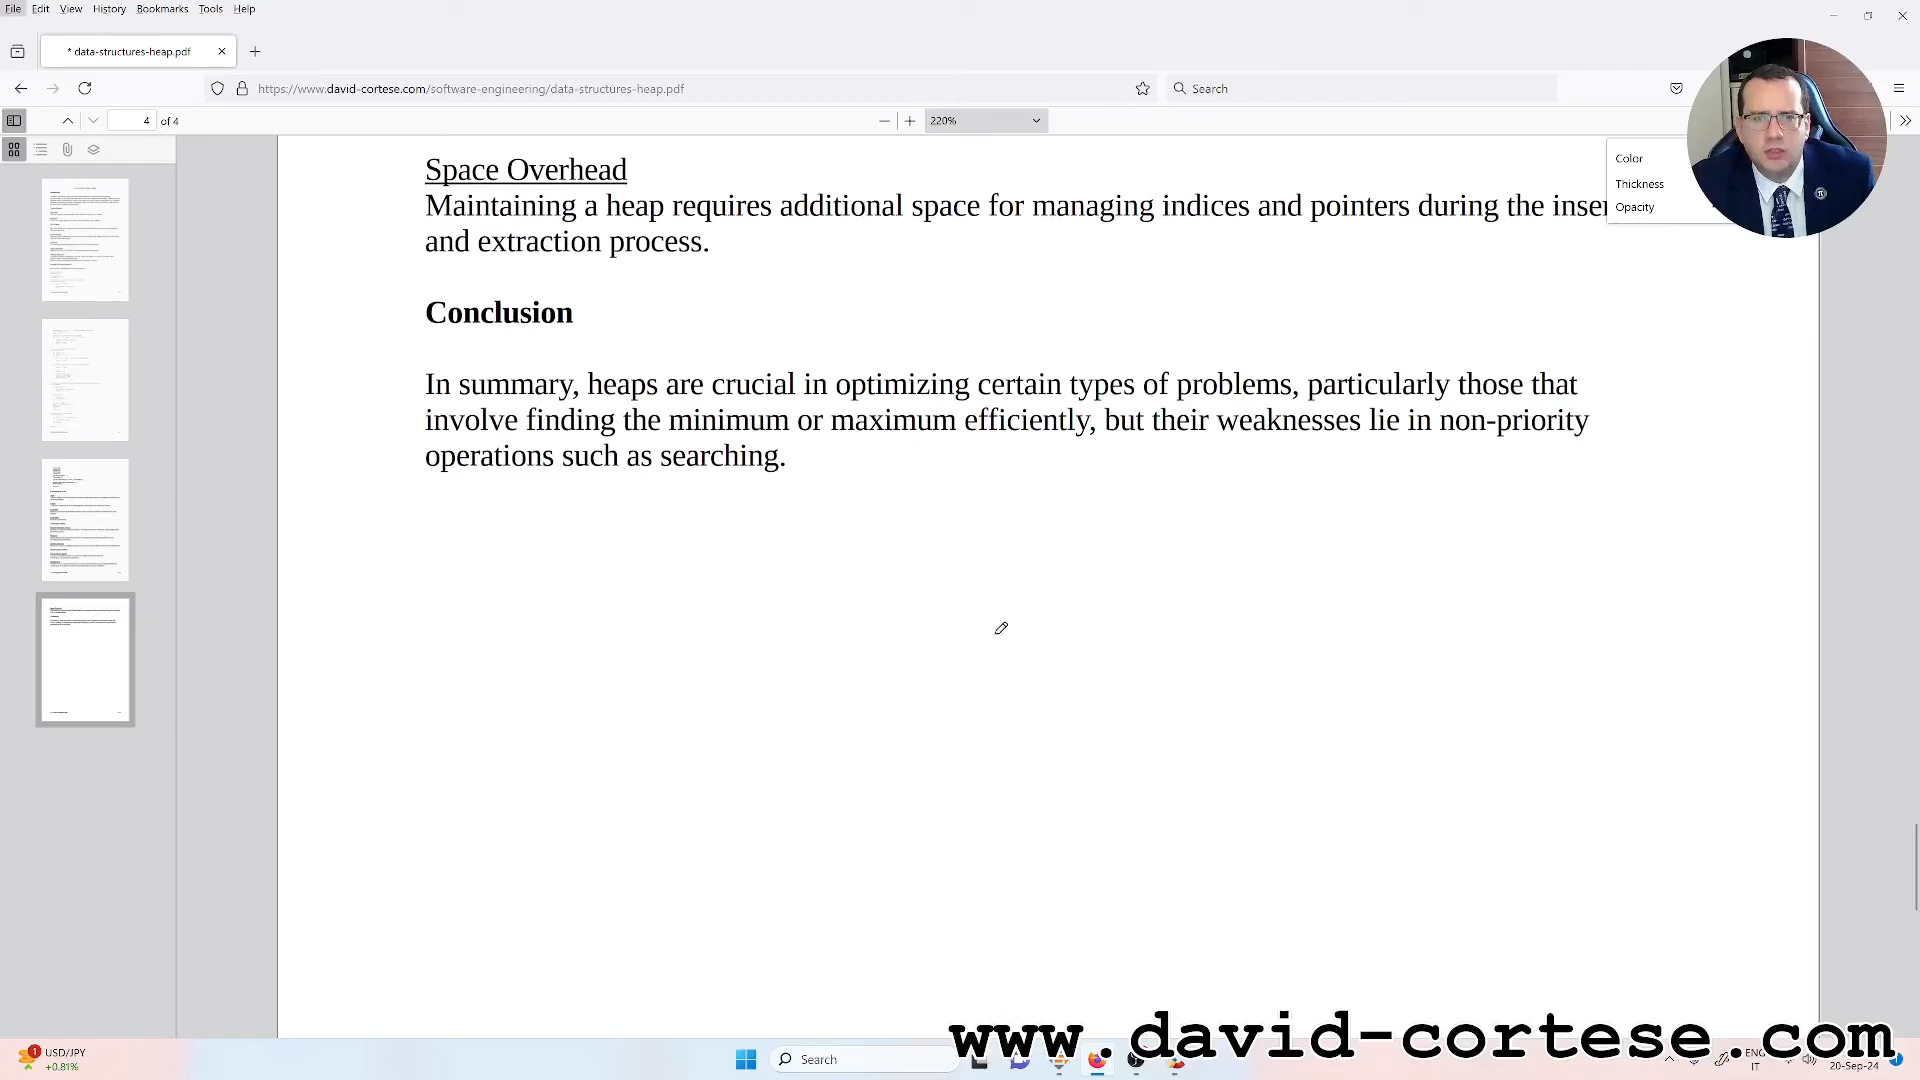 File Edit View History Bookmarks Tools Help
* data-structures-heap.pdf
https://www.david-cortese.com/software-engineering/data-structures-heap.pdf
Search
4 of 4
220%
Color
Thickness
Opacity
Space Overhead
Maintaining a heap requires additional space for managing indices and pointers during the inser
and extraction process.
Conclusion
In summary, heaps are crucial in optimizing certain types of problems, particularly those that
involve finding the minimum or maximum efficiently, but their weaknesses lie in non-priority
operations such as searching.
www.david-cortese.com
1
USD/JPY
+0.81%
Search
ENG
IT
20-Sep-24